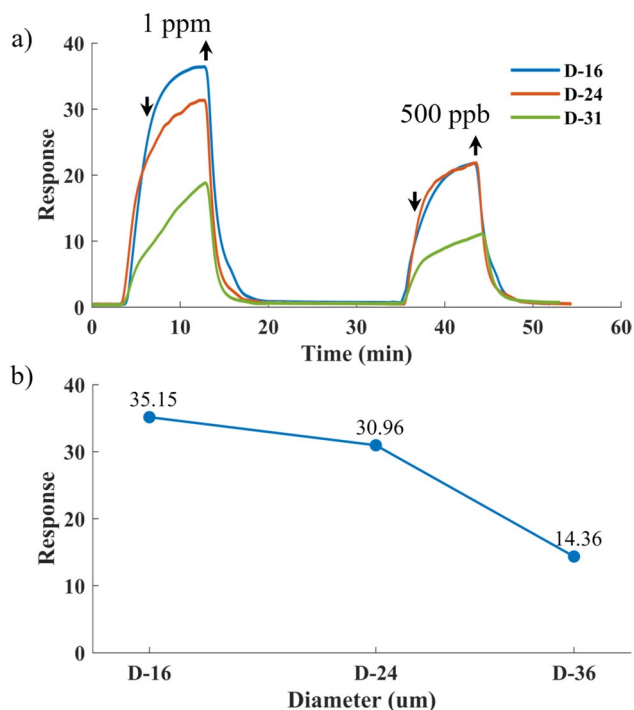 a)
1 ppm
500 ppb
D-16
D-24
D-31
40
30
20
10
0
Response
0 10 20 30 40 50 60
Time (min)
b)
40
30
20
10
0
Response
35.15
30.96
14.36
D-16 D-24 D-36
Diameter (um)